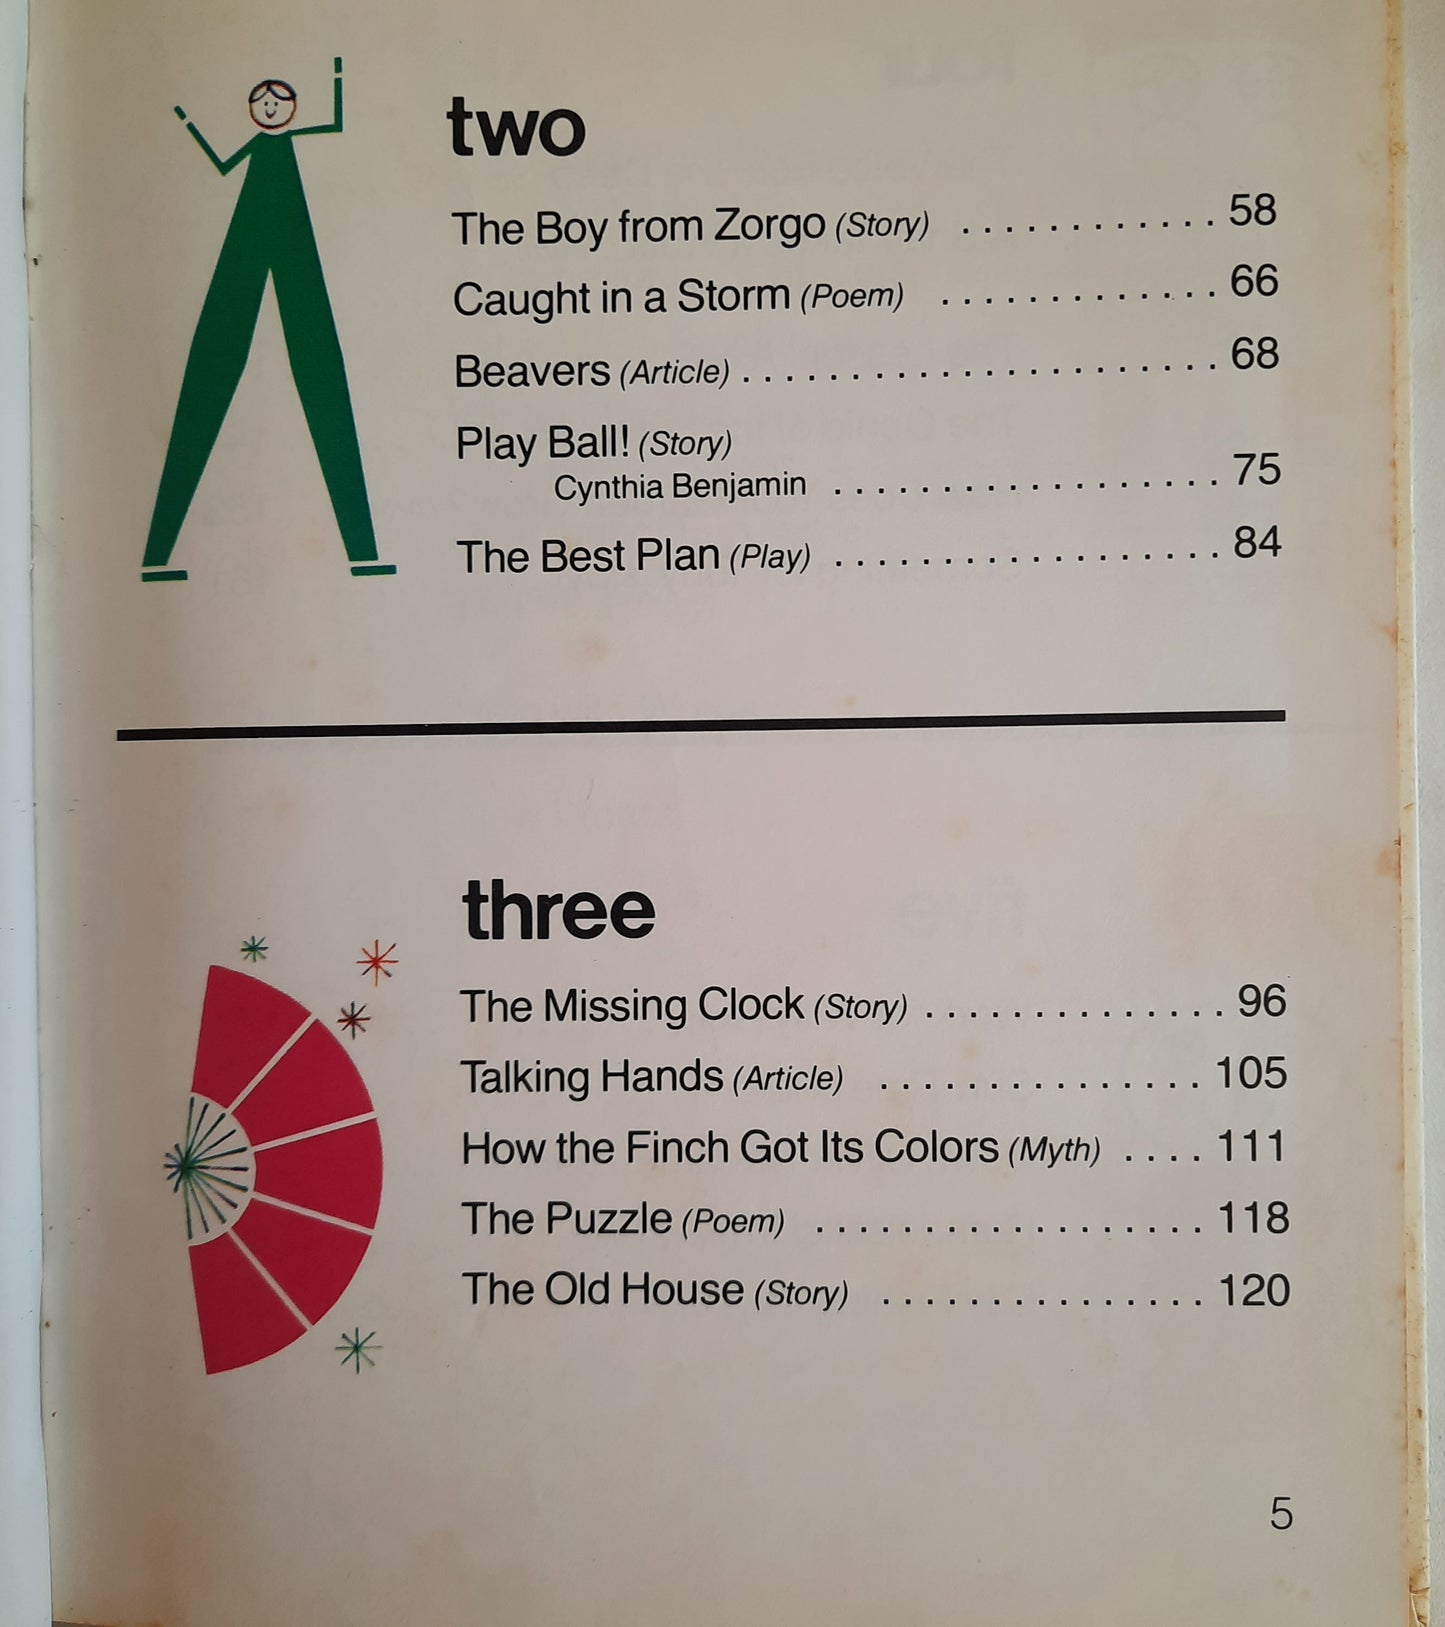 two
The Boy from Zorgo (Story) . . . . . . . . . . . . 58
Caught in a Storm (Poem) . . . . . . . . . . . . . 66
Beavers (Article) . . . . . . . . . . . . . . . . . . . . . . 68
Play Ball! (Story)
Cynthia Benjamin . . . . . . . . . . . . . . . . . . 75
The Best Plan (Play) . . . . . . . . . . . . . . . . . . 84
three
The Missing Clock (Story) . . . . . . . . . . . . . . 96
Talking Hands (Article) . . . . . . . . . . . . . . . 105
How the Finch Got Its Colors (Myth) . . . . 111
The Puzzle (Poem) . . . . . . . . . . . . . . . . . . 118
The Old House (Story) . . . . . . . . . . . . . . . 120
5